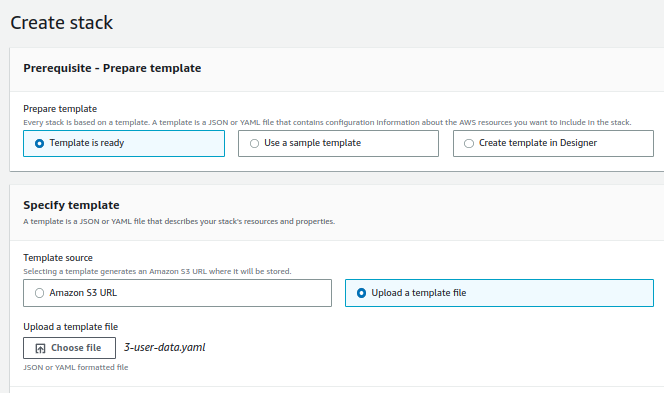 Create stack
Prerequisite - Prepare template
Prepare template
Every stack is based on a template. A template is a JSON or YAML file that contains configuration information about the AWS resources you want to include in the stack.
Template is ready
Use a sample template
Create template in Designer
Specify template
A template is a JSON or YAML file that describes your stack's resources and properties.
Template source
Selecting a template generates an Amazon S3 URL where it will be stored.
Amazon S3 URL
Upload a template file
Upload a template file
Choose file
3-user-data.yaml
JSON or YAML formatted file